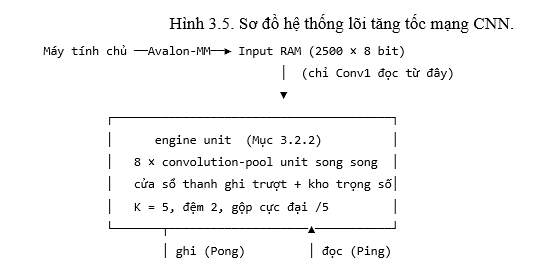 Hình 3.5. Sơ đồ hệ thống lõi tăng tốc mạng CNN.
Máy tính chủ ──Avalon-MM──► Input RAM (2500 × 8 bit)
│ (chỉ Conv1 đọc từ đây)
▼
engine unit (Mục 3.2.2)
8 × convolution-pool unit song song
cửa sổ thanh ghi trượt + kho trọng số
K = 5, đệm 2, gộp cực đại /5
│ ghi (Pong) │ đọc (Ping)